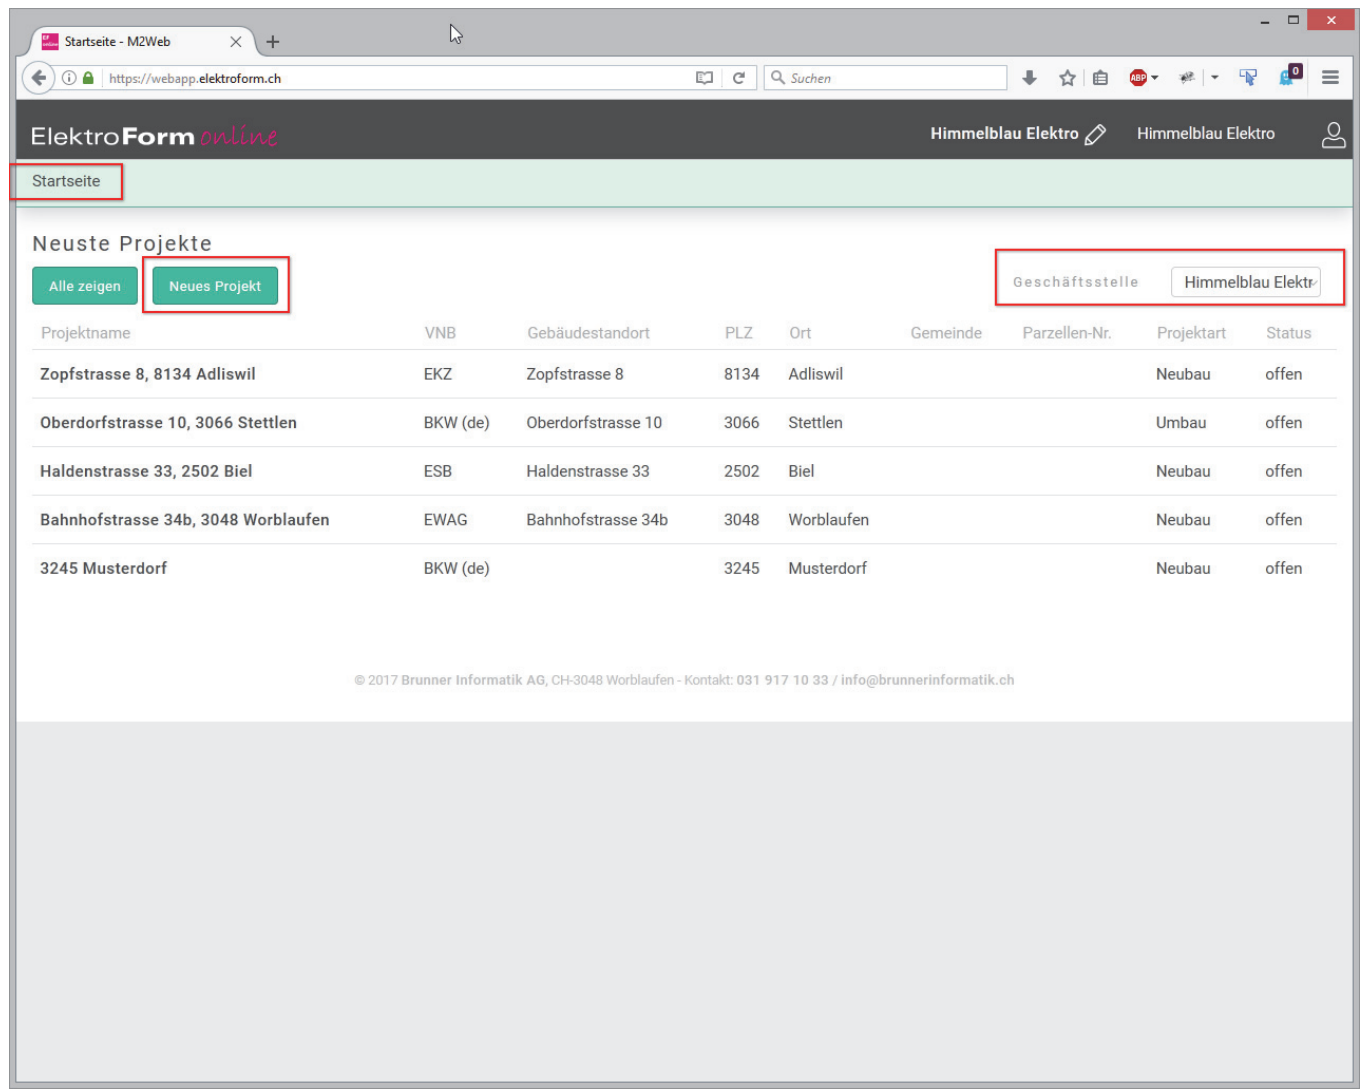 Startseite - M2Web
https://webapp.elektroform.ch
Suchen
ABP
0
ElektroForm online
Himmelblau Elektro
Himmelblau Elektro
Startseite
Neuste Projekte
Alle zeigen
Neues Projekt
Geschäftsstelle
Himmelblau Elektr
Projektname VNB Gebäudestandort PLZ Ort Gemeinde Parzellen-Nr. Projektart Status
Zopfstrasse 8, 8134 Adliswil EKZ Zopfstrasse 8 8134 Adliswil Neubau offen
Oberdorfstrasse 10, 3066 Stettlen BKW (de) Oberdorfstrasse 10 3066 Stettlen Umbau offen
Haldenstrasse 33, 2502 Biel ESB Haldenstrasse 33 2502 Biel Neubau offen
Bahnhofstrasse 34b, 3048 Worblaufen EWAG Bahnhofstrasse 34b 3048 Worblaufen Neubau offen
3245 Musterdorf BKW (de) 3245 Musterdorf Neubau offen
© 2017 Brunner Informatik AG, CH-3048 Worblaufen - Kontakt: 031 917 10 33 / info@brunnerinformatik.ch